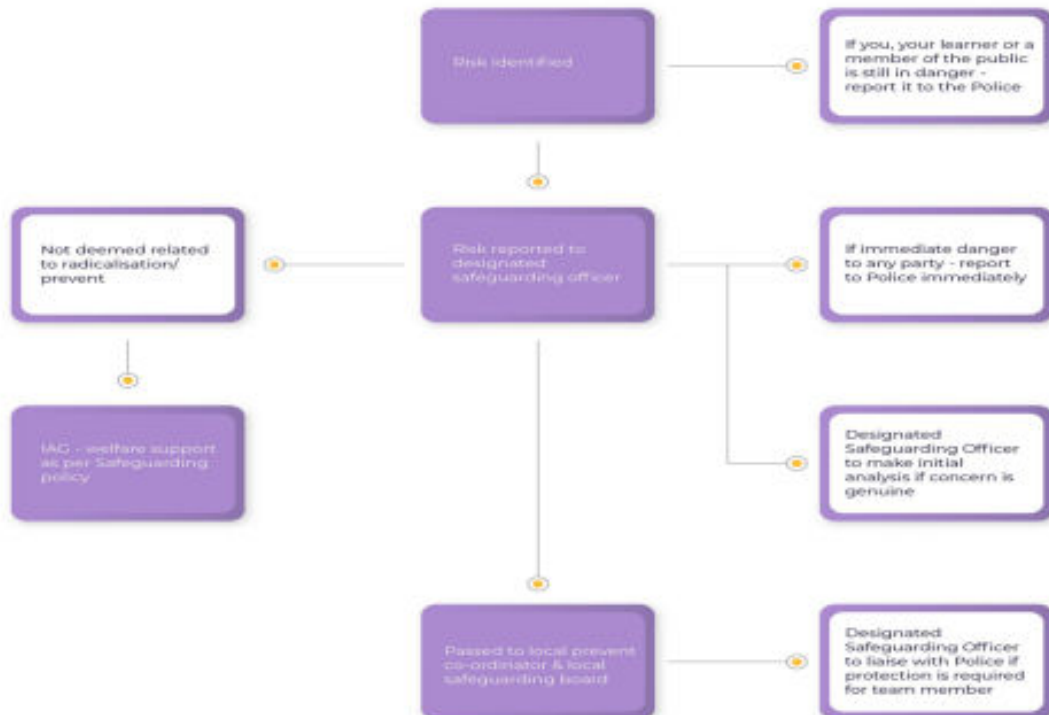 Risk identified
If you, your learner or a
member of the public
is still in danger -
report it to the Police
Not deemed related
to radicalisation/
prevent
Risk reported to
designated
safeguarding officer
If immediate danger
to any party - report
to Police immediately
IAG - welfare support
as per Safeguarding
policy
Designated
Safeguarding Officer
to make initial
analysis if concern is
genuine
Passed to local prevent
co-ordinator & local
safeguarding board
Designated
Safeguarding Officer
to liaise with Police if
protection is required
for team member